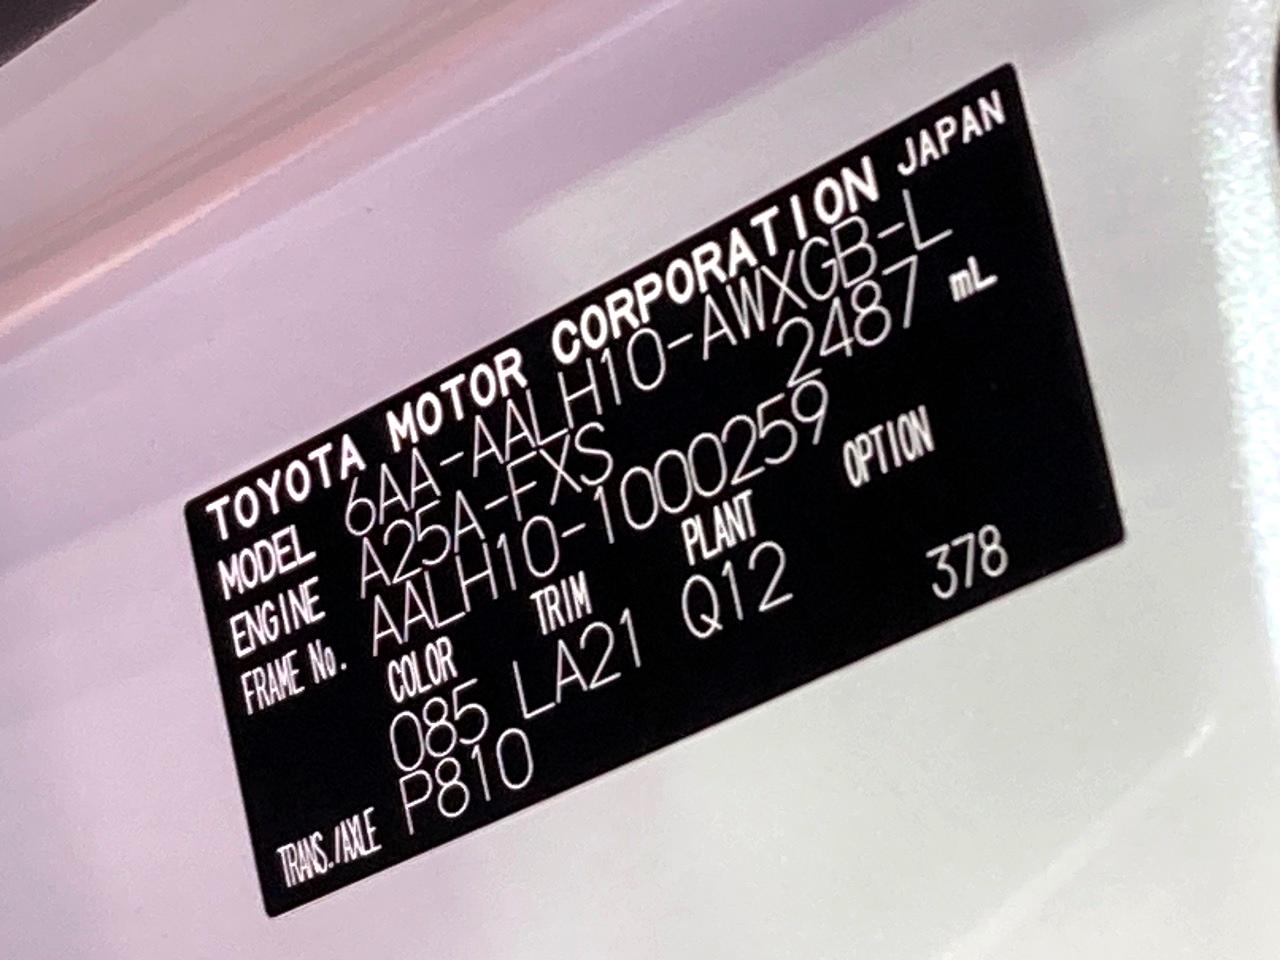 TOYOTA MOTOR CORPORATION JAPAN
MODEL 6AA-AALH10-AWXGB-L
ENGINE A25A-FXS 2487 mL
FRAME No. AALH10-1000259
COLOR TRIM PLANT OPTION
085 LA21 Q12 378
TRANS./AXLE P810